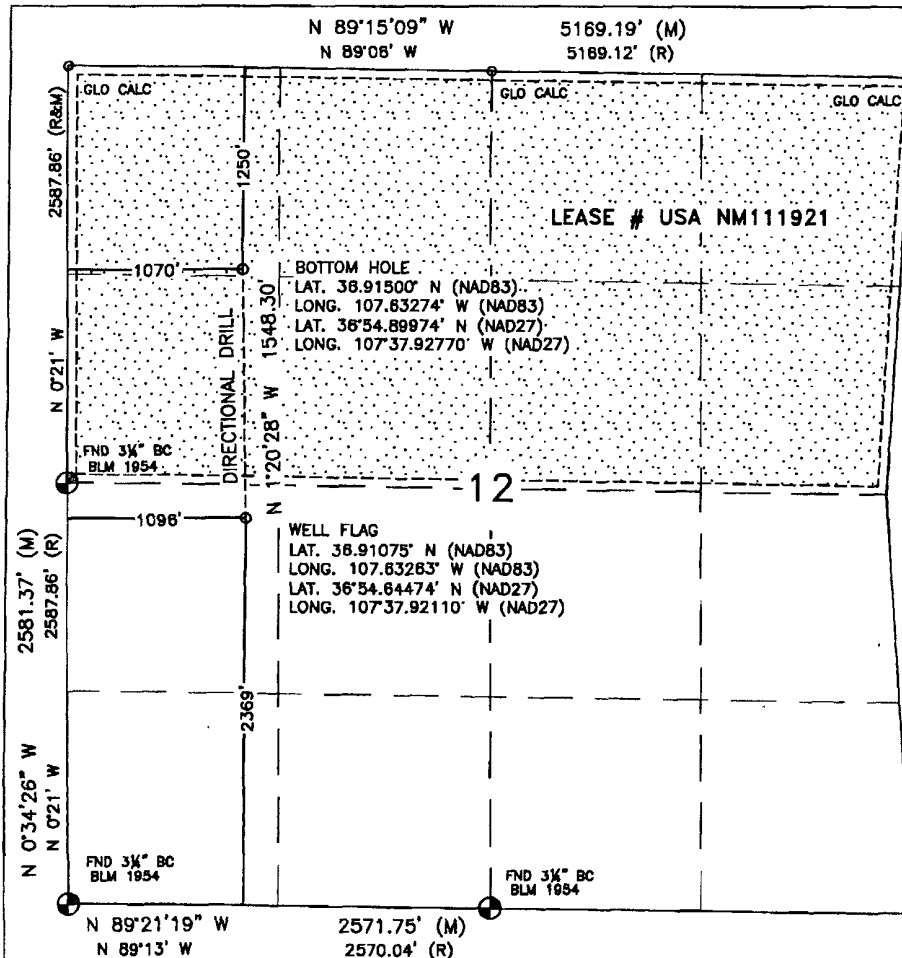 N 89°15'09" W 5169.19' (M)
N 89°06' W 5169.12' (R)
GLO CALC GLO CALC GLO CALC
2587.86' (R&M)
1250'
LEASE # USA NM111921
1070'
BOTTOM HOLE
LAT. 36.91500° N (NAD83)
LONG. 107.63274° W (NAD83)
LAT. 36°54.89974' N (NAD27)
LONG. 107°37.92770' W (NAD27)
N 0°21' W
DIRECTIONAL DRILL
N 1°20'28" W 1548.30'
FND 3¼" BC
BLM 1954
12
1096'
WELL FLAG
LAT. 36.91075° N (NAD83)
LONG. 107.63263° W (NAD83)
LAT. 36°54.64474' N (NAD27)
LONG. 107°37.92110' W (NAD27)
2581.37' (M)
2587.86' (R)
2369'
N 0°34'26" W
N 0°21' W
FND 3¼" BC
BLM 1954
FND 3¼" BC
BLM 1954
N 89°21'19" W 2571.75' (M)
N 89°13' W 2570.04' (R)